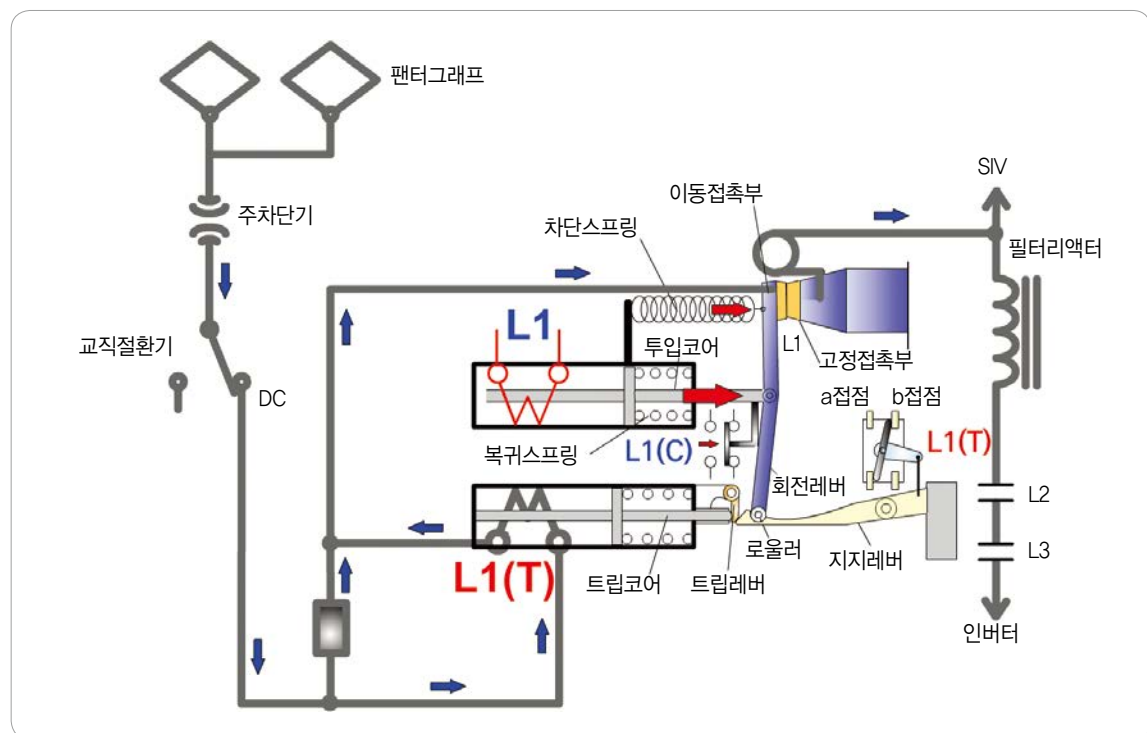 팬터그래프
주차단기
교직절환기
DC
SIV
이동접촉부
차단스프링
필터리액터
L1
투입코어
L1
고정접촉부
a접점
b접점
L1(T)
복귀스프링
L1(C)
회전레버
L2
L3
로울러
지지레버
L1(T)
트립코어
트립레버
인버터